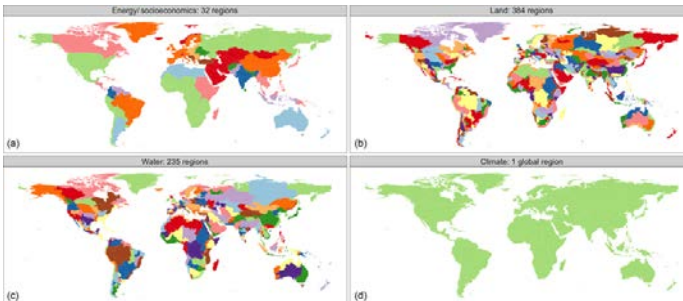 Energy/ socioeconomics: 32 regions
Land: 384 regions
(a)
(b)
Water: 235 regions
Climate: 1 global region
(c)
(d)